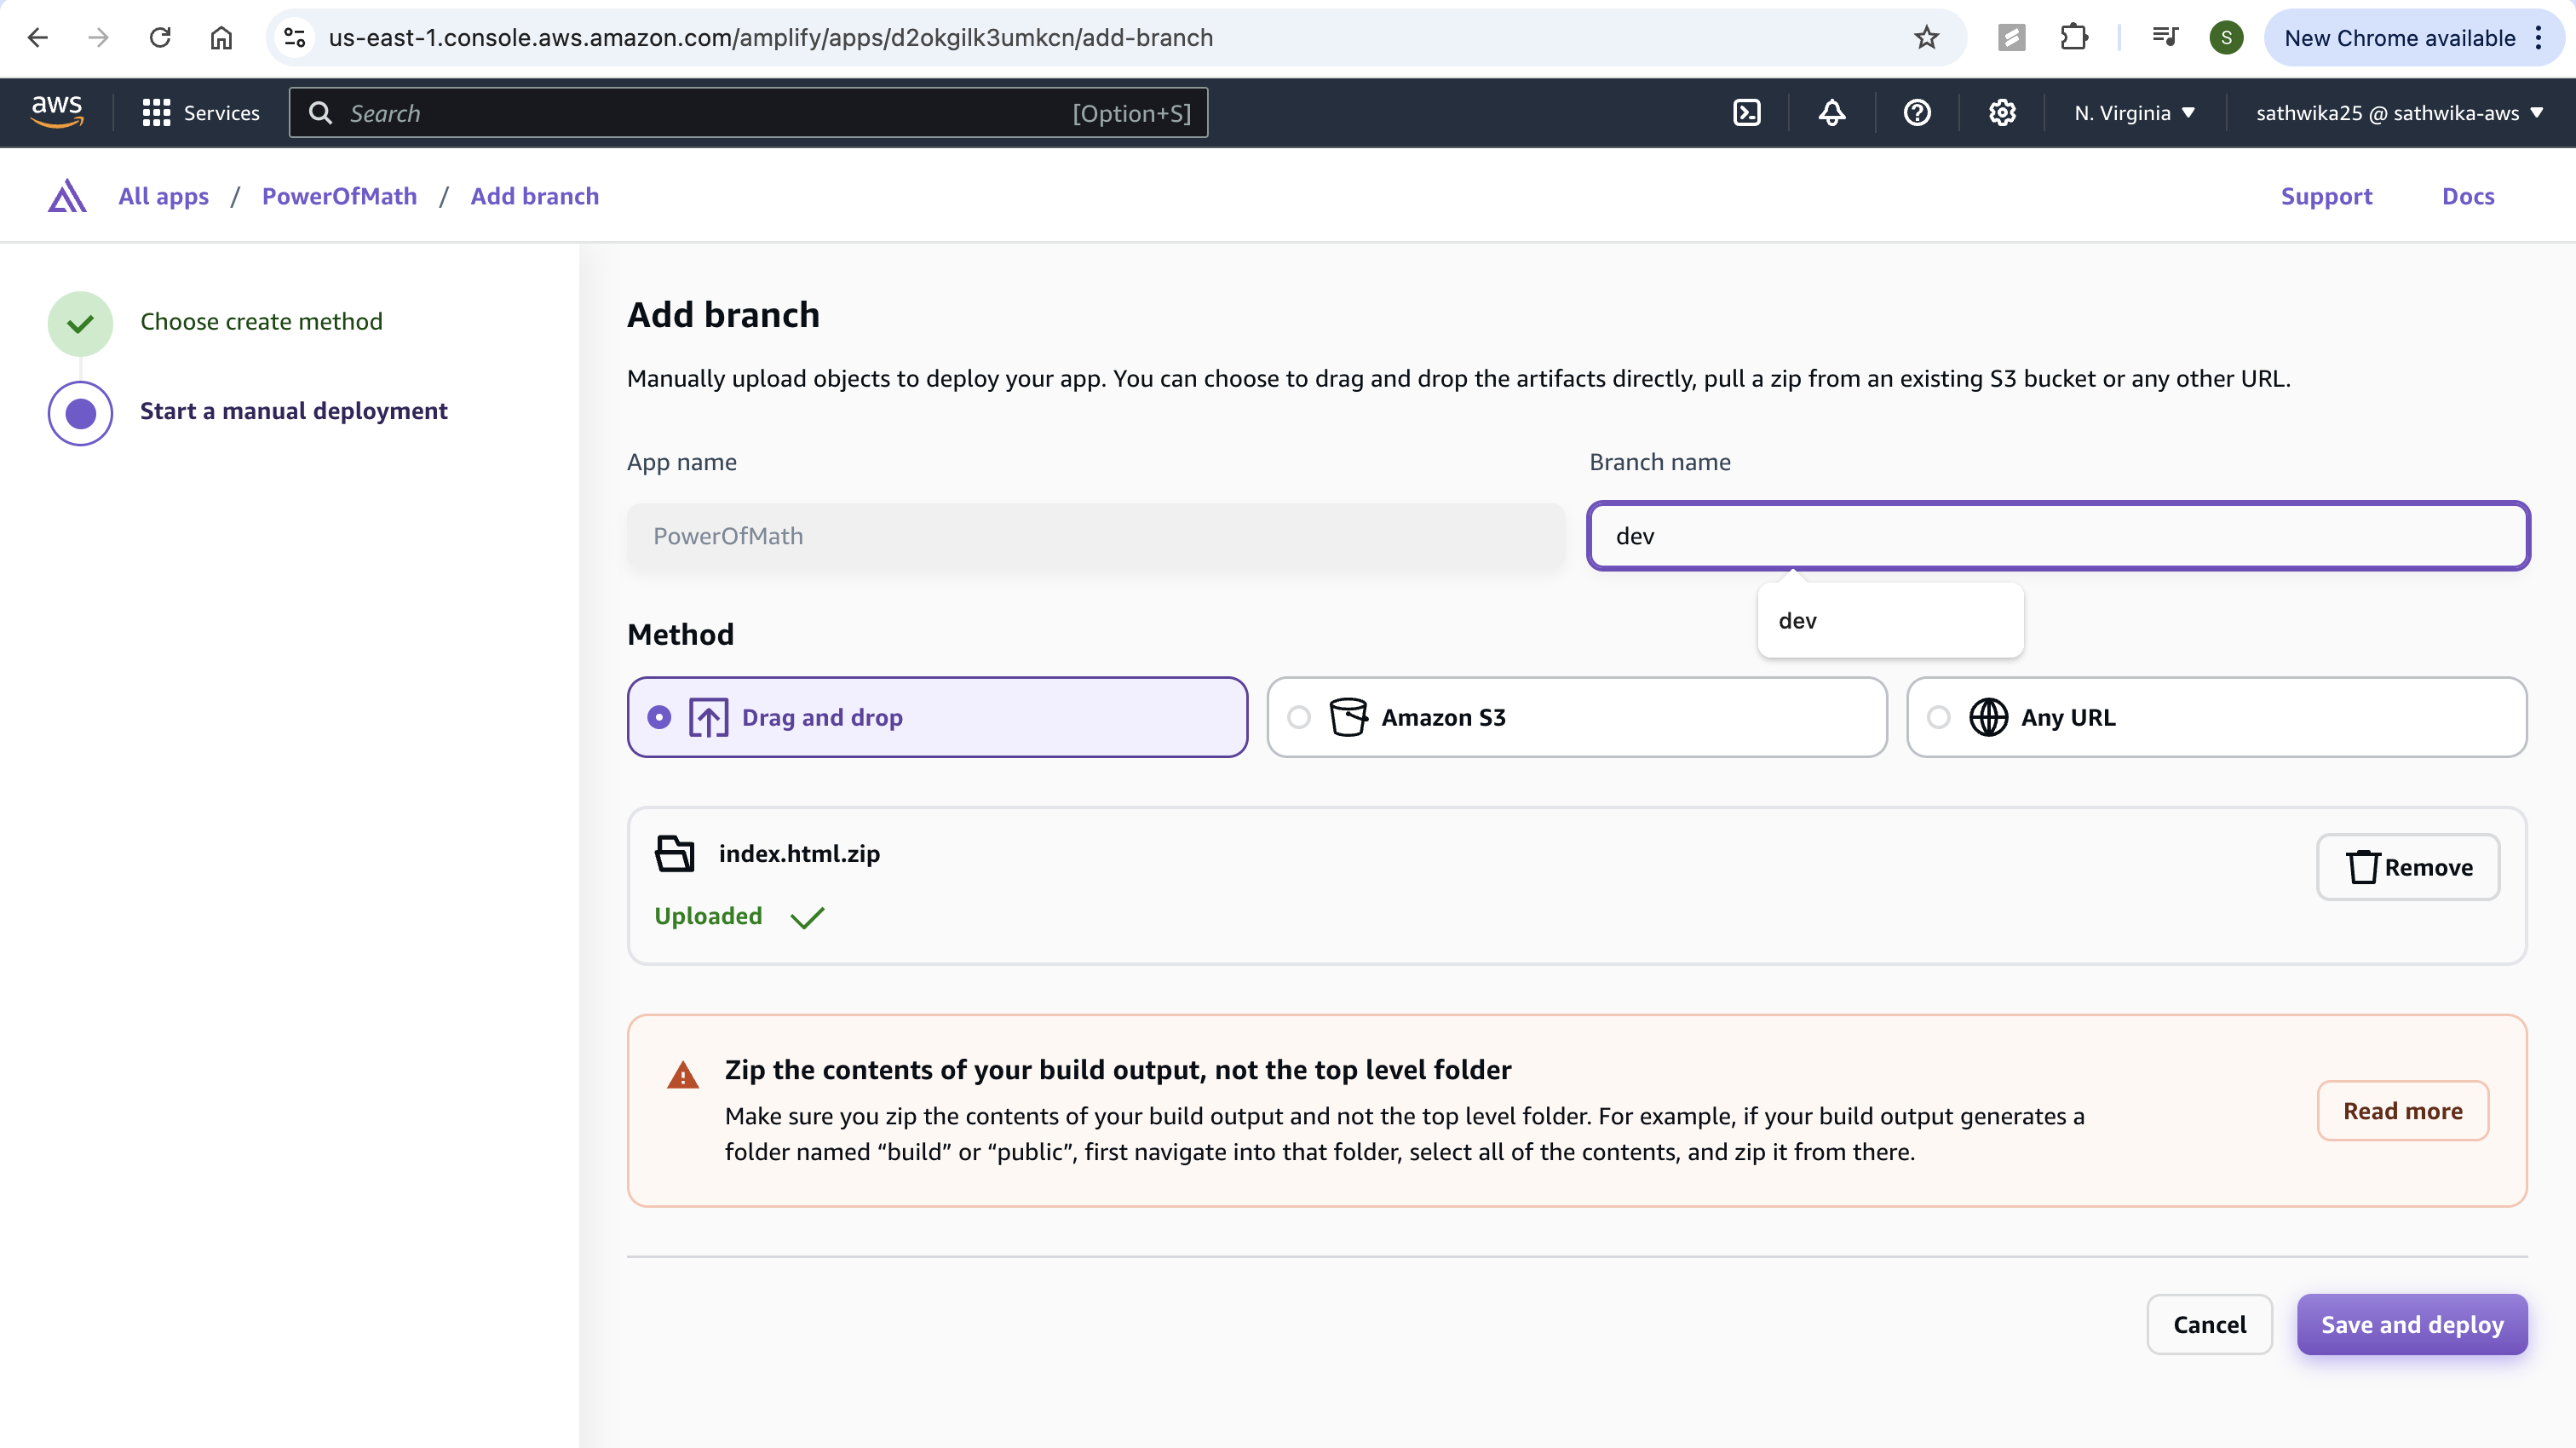 us-east-1.console.aws.amazon.com/amplify/apps/d2okgilk3umkcn/add-branch
S
New Chrome available
aws
Services
Search
[Option+S]
N. Virginia
sathwika25 @ sathwika-aws
All apps / PowerOfMath / Add branch
Support
Docs
Choose create method
Start a manual deployment
Add branch
Manually upload objects to deploy your app. You can choose to drag and drop the artifacts directly, pull a zip from an existing S3 bucket or any other URL.
App name
Branch name
PowerOfMath
dev
dev
Method
Drag and drop
Amazon S3
Any URL
index.html.zip
Remove
Uploaded
Zip the contents of your build output, not the top level folder
Make sure you zip the contents of your build output and not the top level folder. For example, if your build output generates a
folder named “build” or “public”, first navigate into that folder, select all of the contents, and zip it from there.
Read more
Cancel
Save and deploy